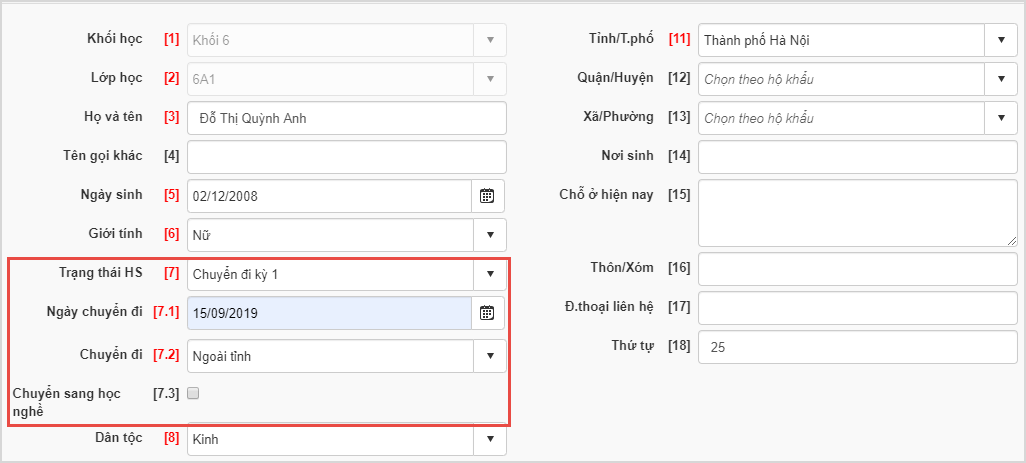 Khối học [1] Khối 6
Lớp học [2] 6A1
Họ và tên [3] Đỗ Thị Quỳnh Anh
Tên gọi khác [4]
Ngày sinh [5] 02/12/2008
Giới tính [6] Nữ
Trạng thái HS [7] Chuyển đi kỳ 1
Ngày chuyển đi [7.1] 15/09/2019
Chuyển đi [7.2] Ngoài tỉnh
Chuyển sang học [7.3]
nghề
Dân tộc [8] Kinh
Tỉnh/T.phố [11] Thành phố Hà Nội
Quận/Huyện [12] Chọn theo hộ khẩu
Xã/Phường [13] Chọn theo hộ khẩu
Nơi sinh [14]
Chỗ ở hiện nay [15]
Thôn/Xóm [16]
Đ.thoại liên hệ [17]
Thứ tự [18] 25